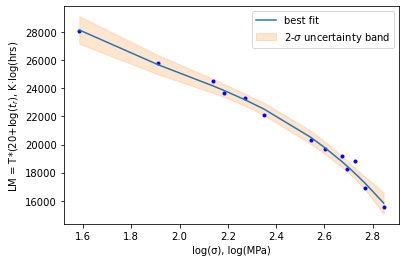 best fit
2-σ uncertainty band
28000
26000
24000
22000
20000
18000
16000
LM = T*(20+log(tᵣ), K·log(hrs)
1.6 1.8 2.0 2.2 2.4 2.6 2.8
log(σ), log(MPa)